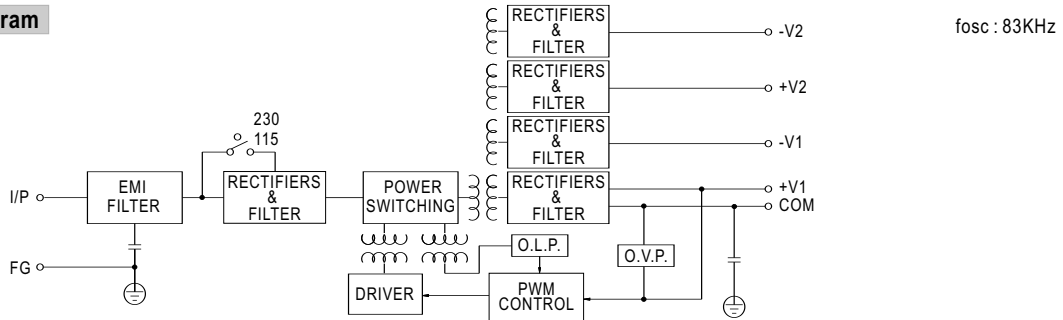 ram
fosc : 83KHz
RECTIFIERS
&
FILTER
-V2
RECTIFIERS
&
FILTER
+V2
RECTIFIERS
&
FILTER
-V1
230
115
I/P
EMI
FILTER
RECTIFIERS
&
FILTER
POWER
SWITCHING
RECTIFIERS
&
FILTER
+V1
COM
O.L.P.
O.V.P.
FG
DRIVER
PWM
CONTROL